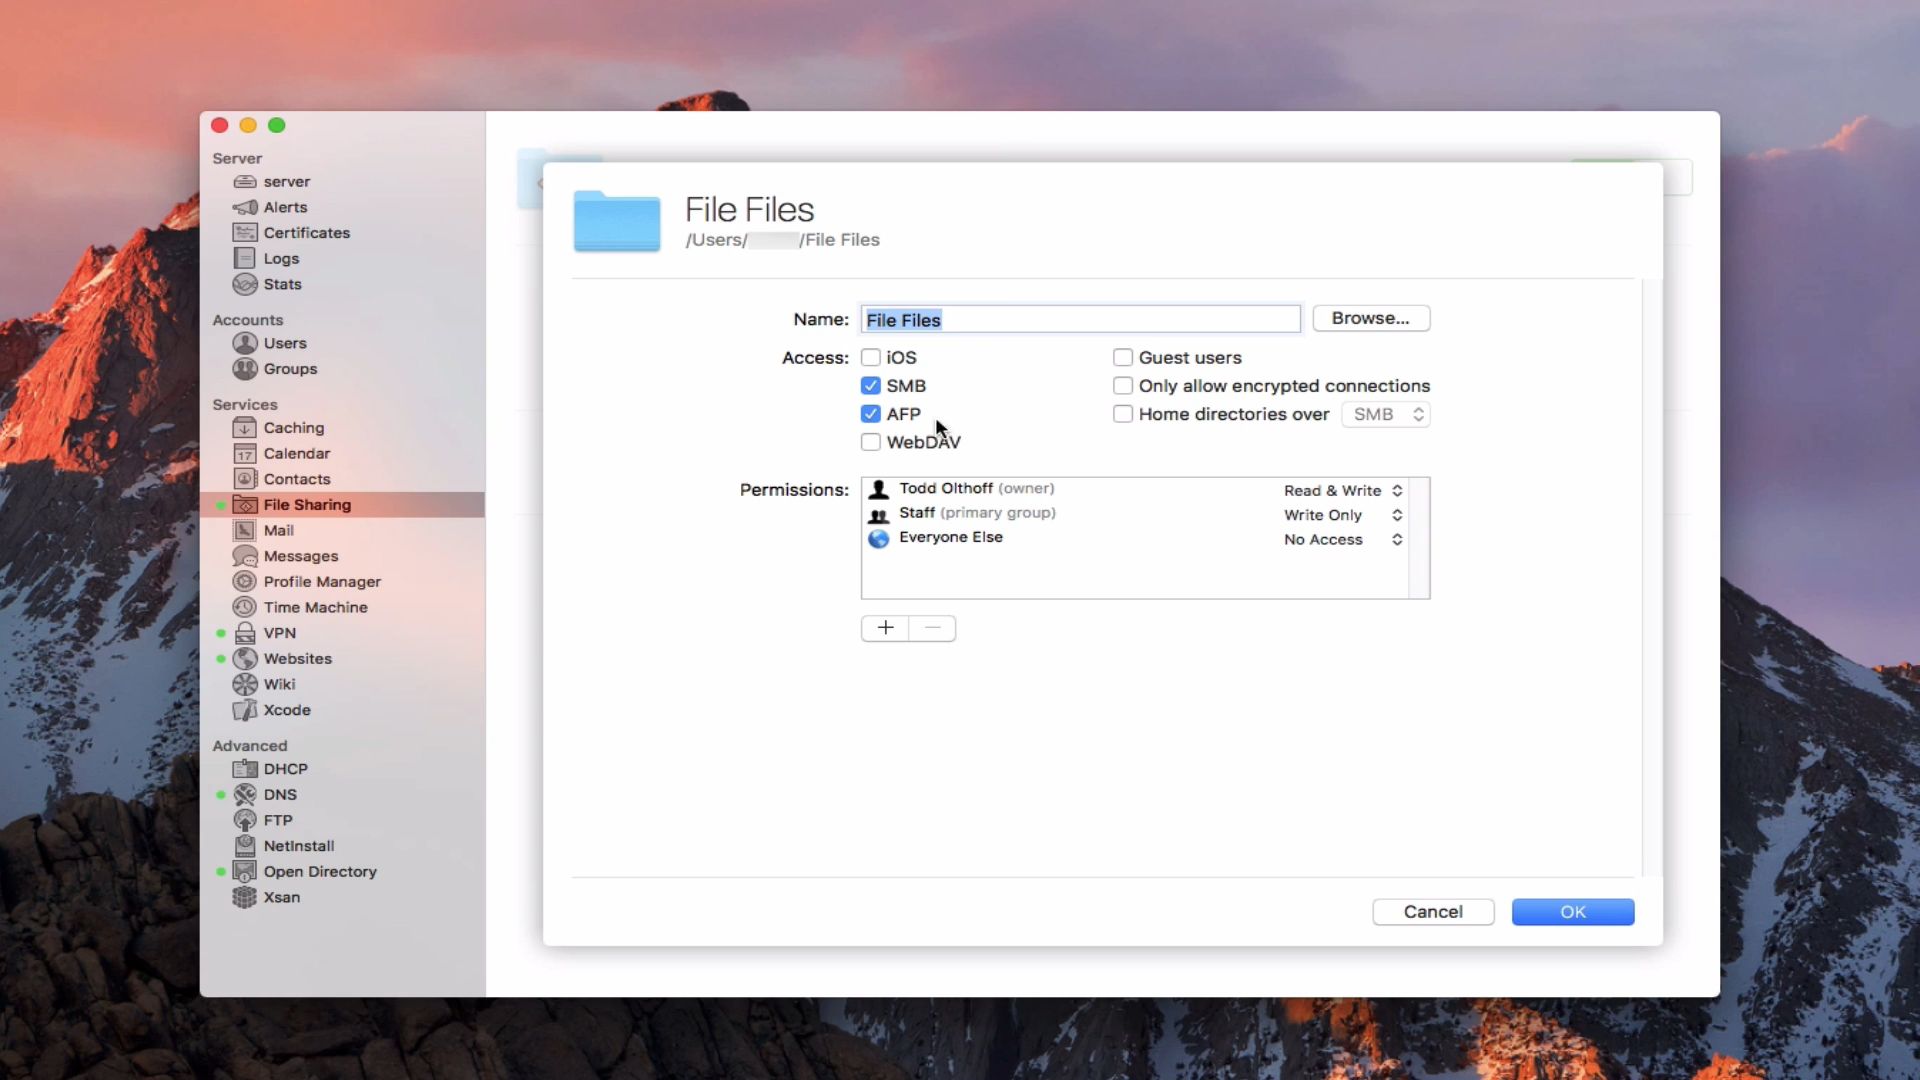 Server
server
Alerts
Certificates
Logs
Stats
Accounts
Users
Groups
Services
Caching
17 Calendar
Contacts
File Sharing
Mail
Messages
Profile Manager
Time Machine
VPN
Websites
Wiki
Xcode
Advanced
DHCP
DNS
FTP
NetInstall
Open Directory
Xsan
File Files
/Users/ /File Files
Name: File Files Browse...
Access: iOS Guest users
SMB Only allow encrypted connections
AFP Home directories over SMB
WebDAV
Permissions: Todd Olthoff (owner) Read & Write
Staff (primary group) Write Only
Everyone Else No Access
Cancel OK